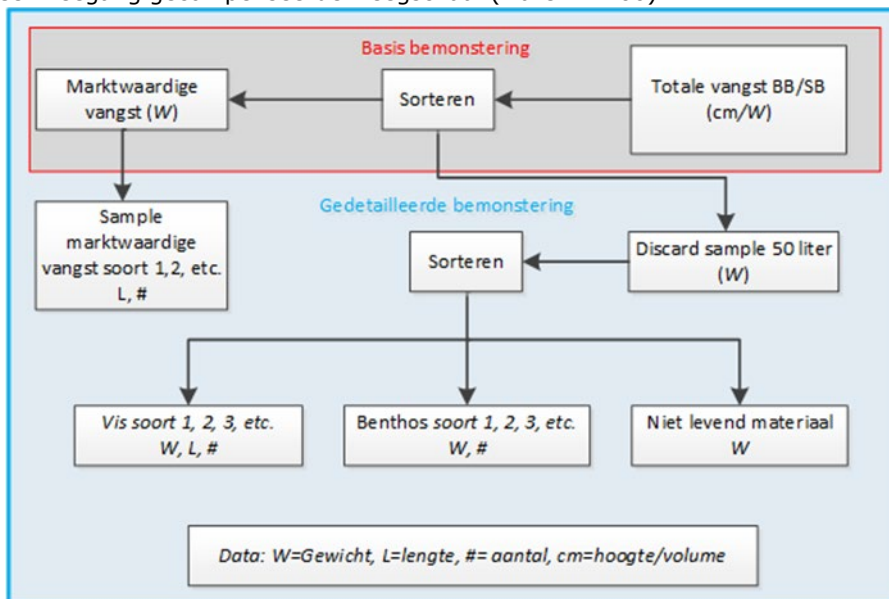 Basis bemonstering
Marktwaardige
vangst (W)
Sorteren
Totale vangst BB/SB
(cm/W)
Gedetailleerde bemonstering
Sample
marktwaardige
vangst soort 1,2, etc.
L, #
Sorteren
Discard sample 50 liter
(W)
Vis soort 1, 2, 3, etc.
W, L, #
Benthos soort 1, 2, 3, etc.
W, #
Niet levend materiaal
W
Data: W=Gewicht, L=lengte, #= aantal, cm=hoogte/volume